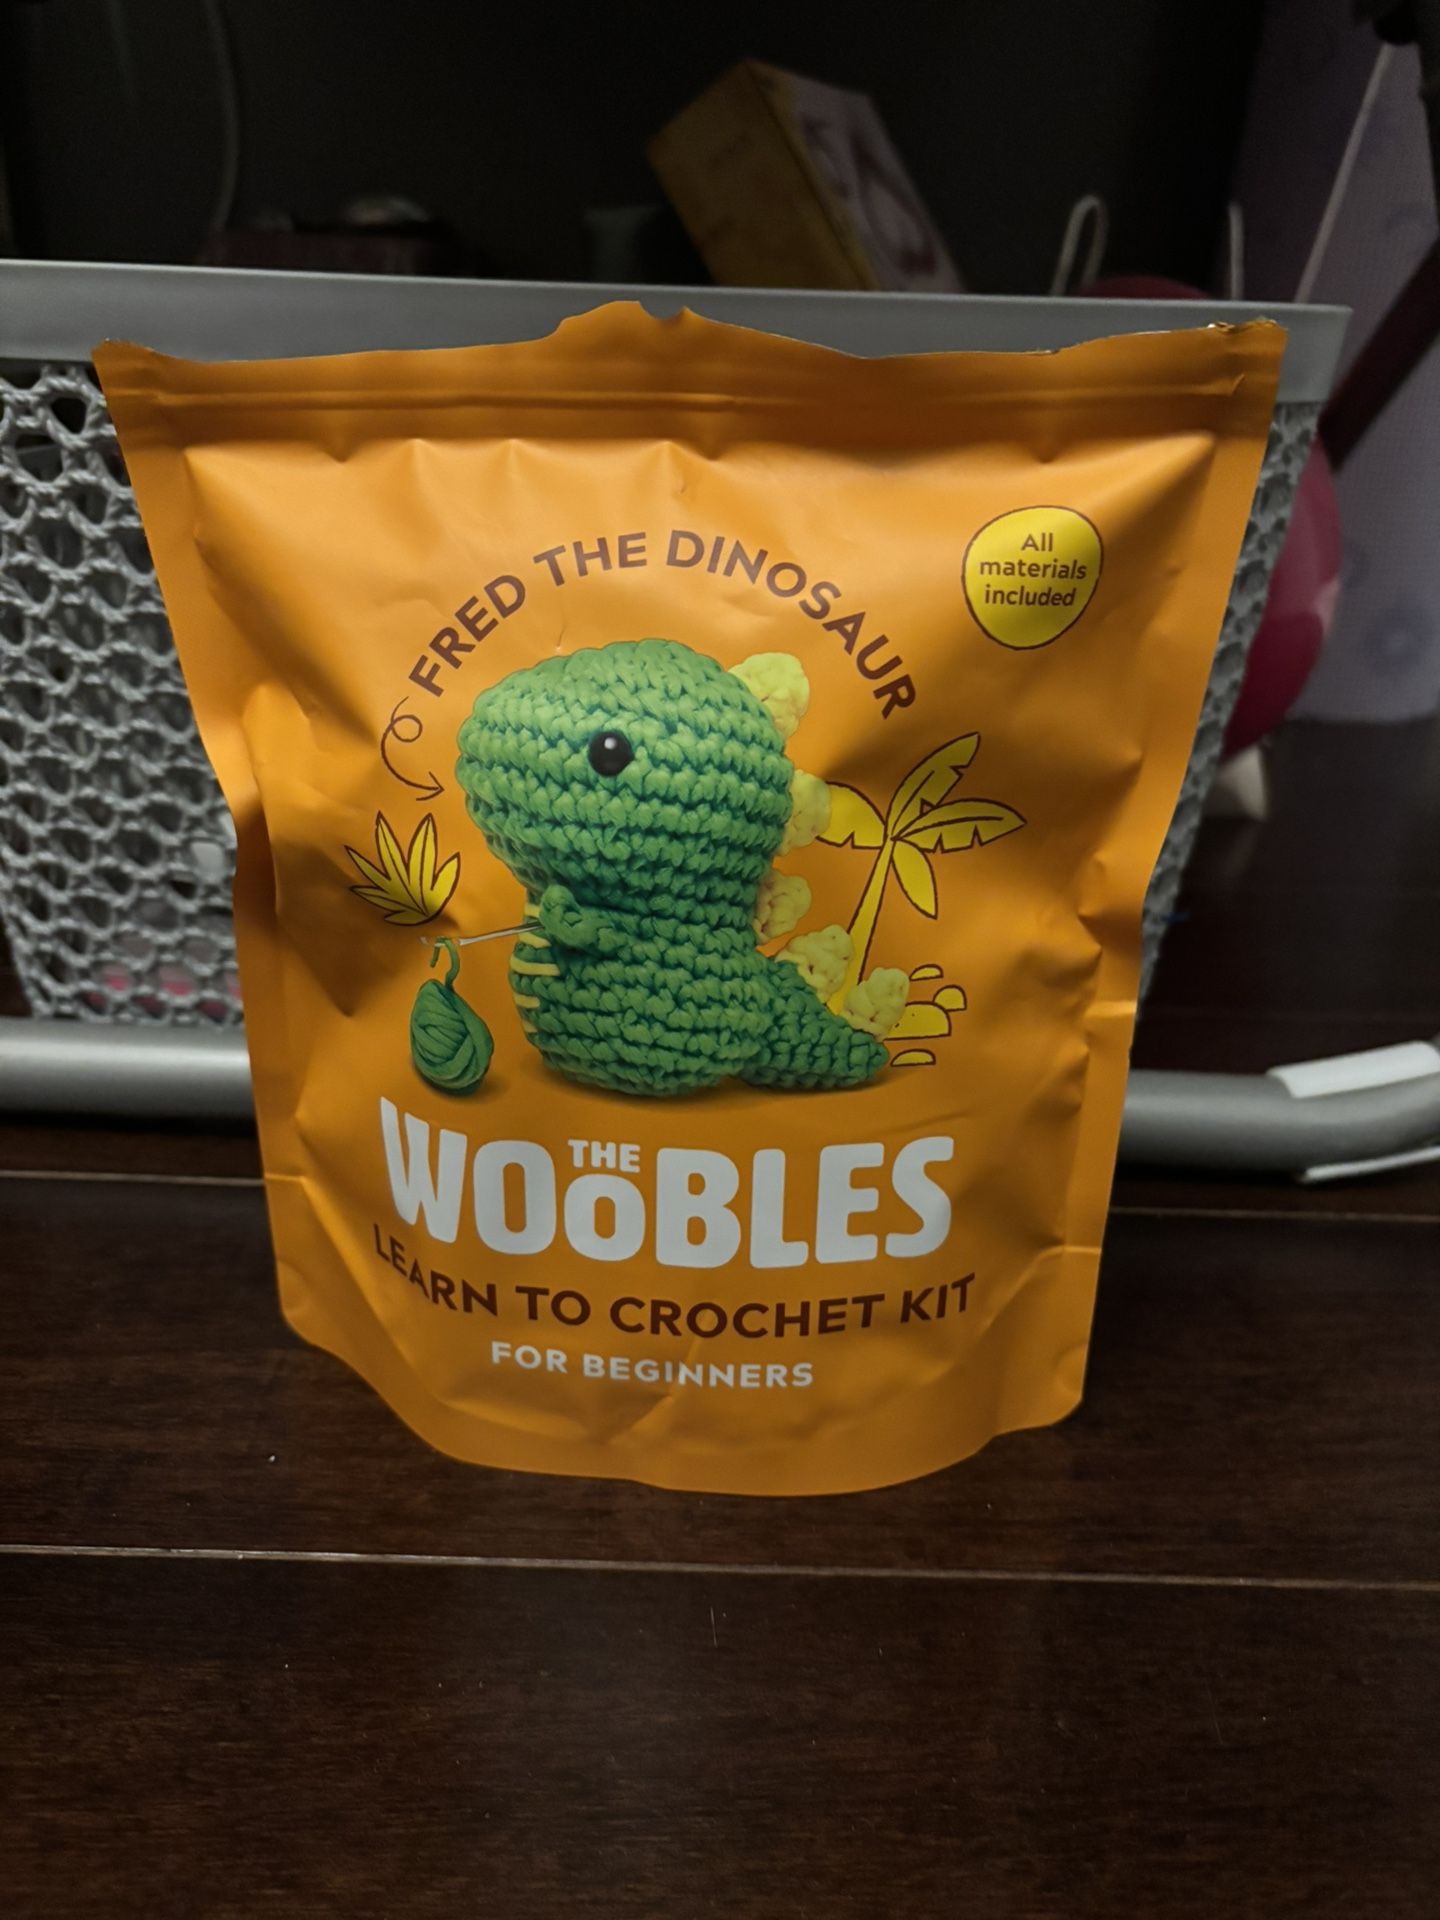 FRED THE DINOSAUR
All
materials
included
THE
WOOBLES
LEARN TO CROCHET KIT
FOR BEGINNERS